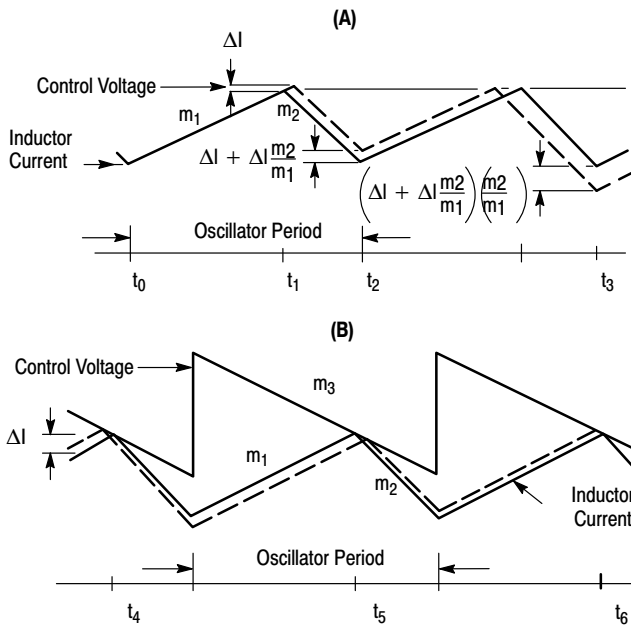 (A)
ΔI
Control Voltage
m1
m2
Inductor
Current
ΔI + ΔI m2/m1
(ΔI + ΔI m2/m1)(m2/m1)
Oscillator Period
t0
t1
t2
t3
(B)
Control Voltage
m3
ΔI
m1
m2
Inductor
Current
Oscillator Period
t4
t5
t6